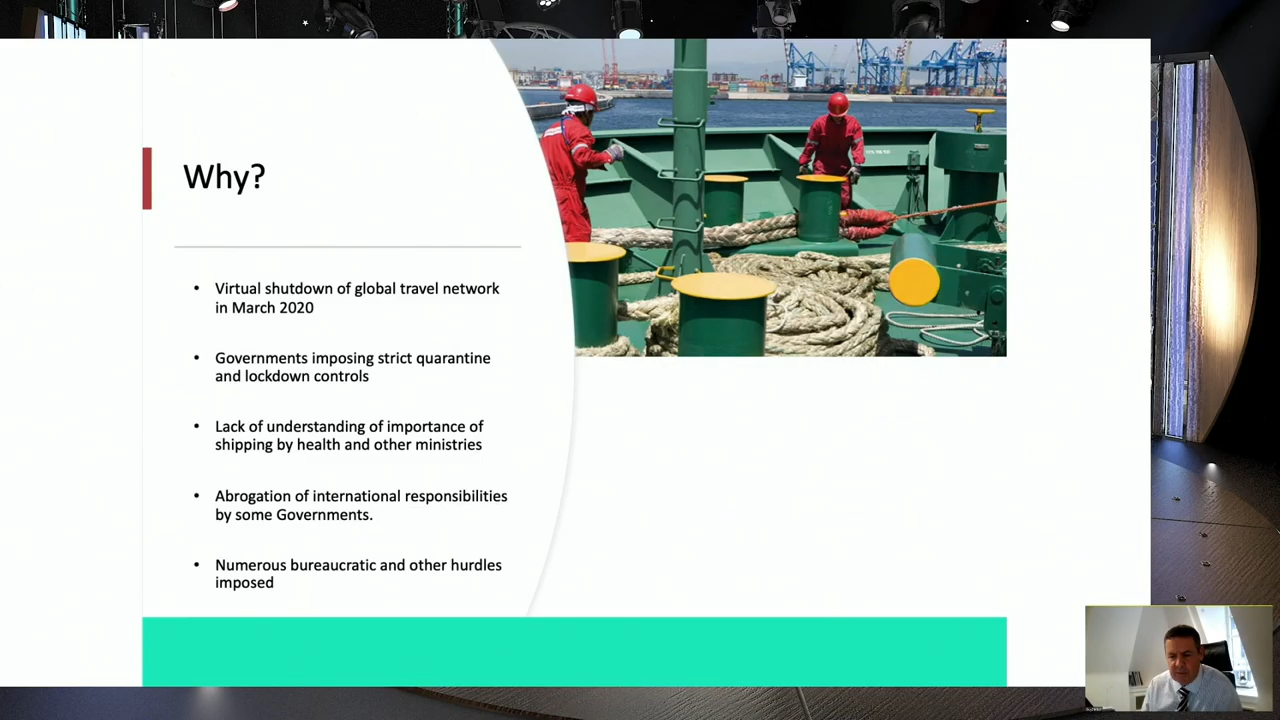 Why?
• Virtual shutdown of global travel network
in March 2020
• Governments imposing strict quarantine
and lockdown controls
• Lack of understanding of importance of
shipping by health and other ministries
• Abrogation of international responsibilities
by some Governments.
• Numerous bureaucratic and other hurdles
imposed